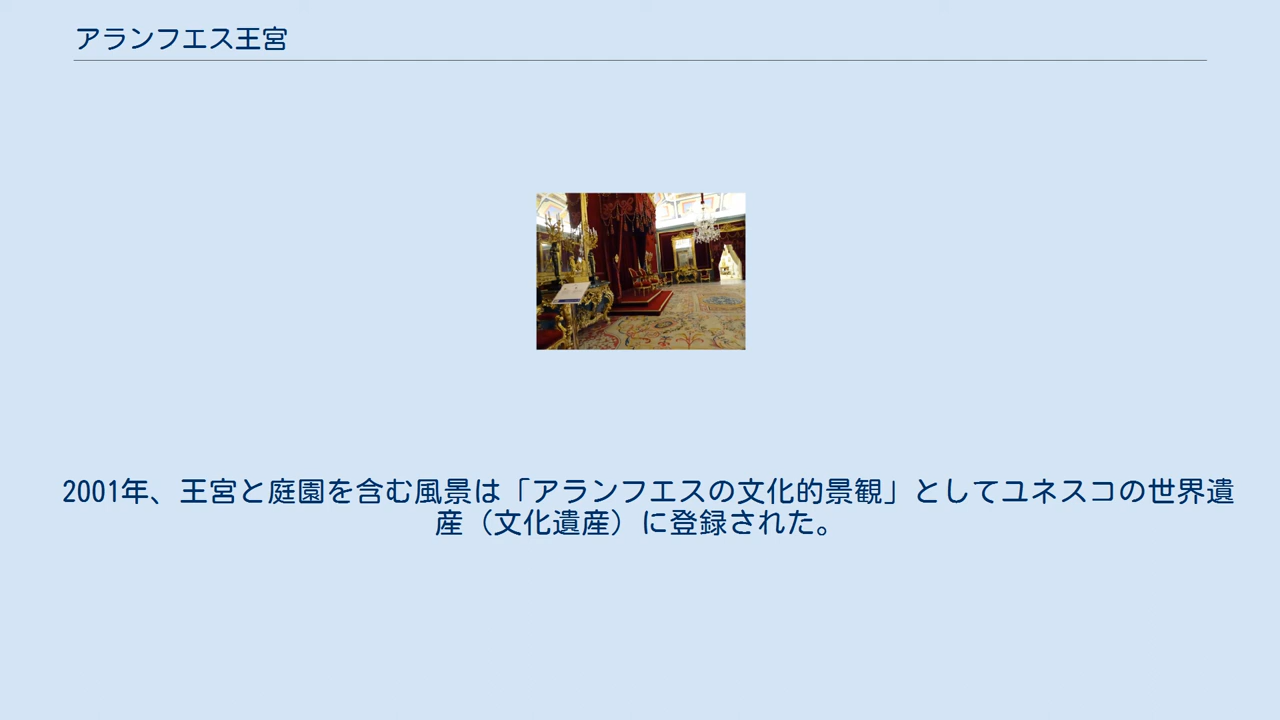 アランフエス王宮
2001年、王宮と庭園を含む風景は「アランフエスの文化的景観」としてユネスコの世界遺
産（文化遺産）に登録された。